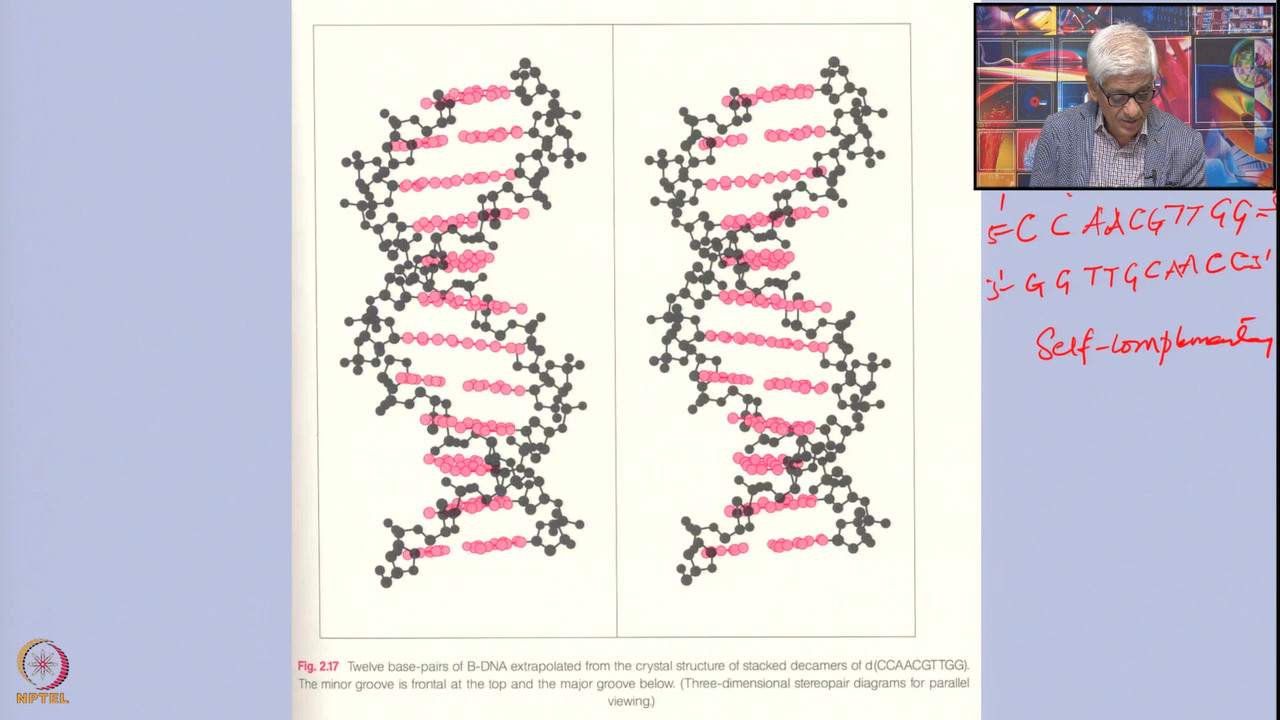 5'-C C AACGTTGG=3'
3'- G G TTGCAACC 5'
Self-complementary
Fig. 2.17 Twelve base-pairs of B-DNA extrapolated from the crystal structure of stacked decamers of d(CCAACGTTGG).
The minor groove is frontal at the top and the major groove below. (Three-dimensional stereopair diagrams for parallel
viewing.)
NPTEL